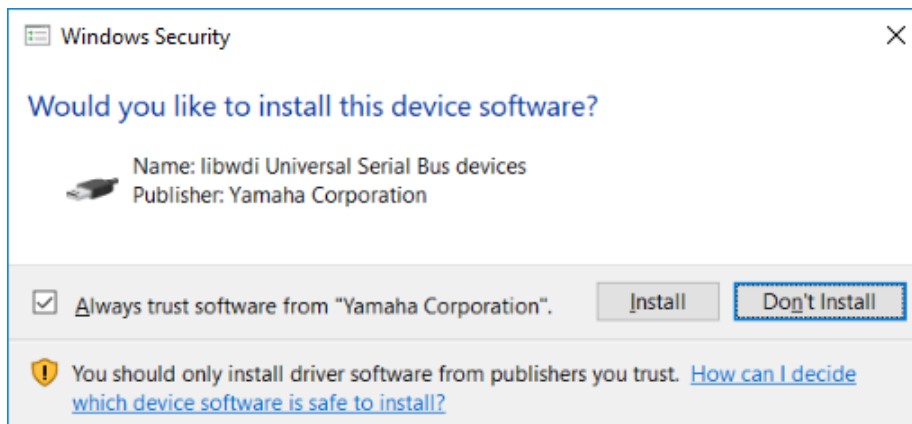 Windows Security
Would you like to install this device software?
Name: libwdi Universal Serial Bus devices
Publisher: Yamaha Corporation
Always trust software from "Yamaha Corporation".
Install
Don't Install
You should only install driver software from publishers you trust. How can I decide
which device software is safe to install?